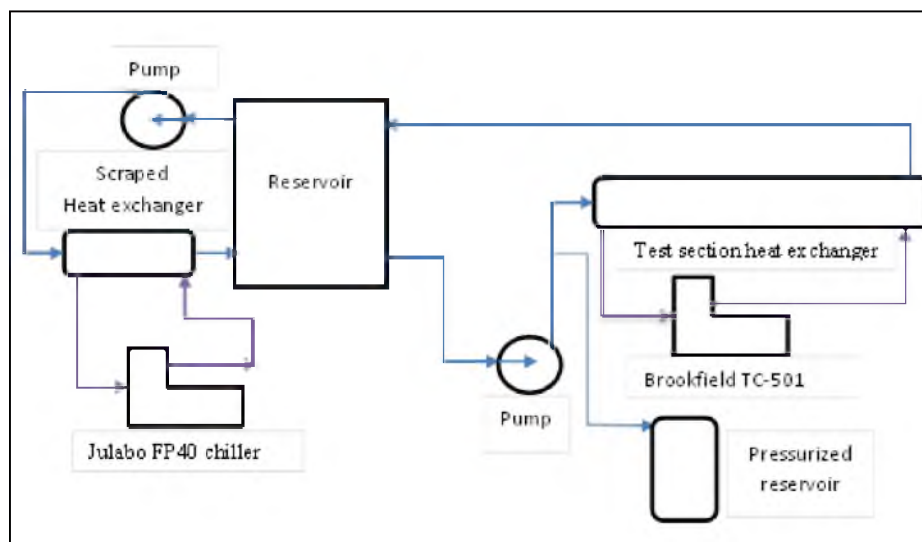 Pump
Scraped
Heat exchanger
Reservoir
Test section heat exchanger
Brookfield TC-501
Julabo FP40 chiller
Pump
Pressurized
reservoir